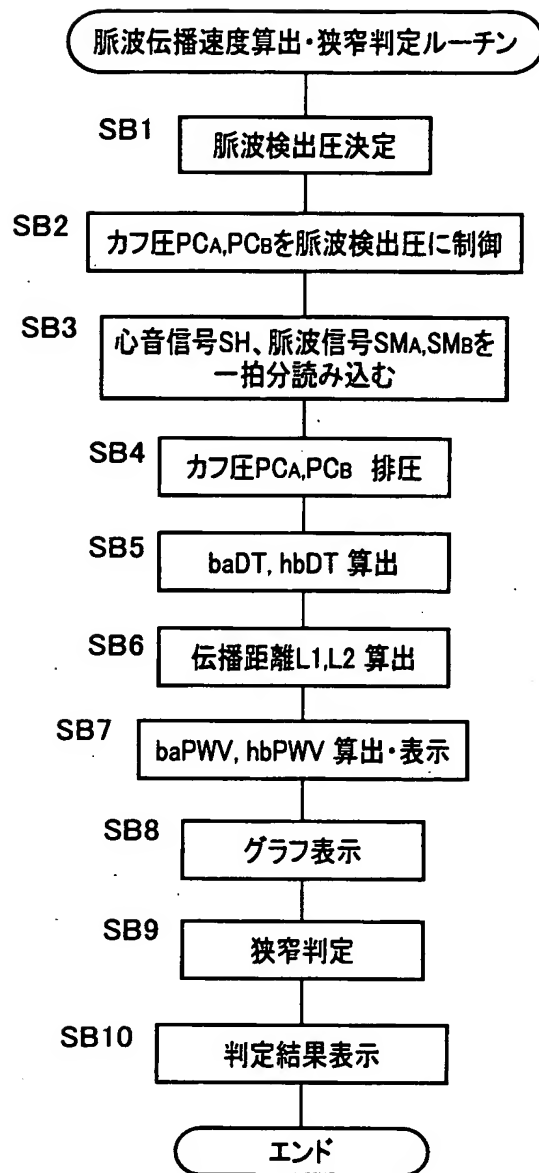 脈波伝播速度算出・狭窄判定ルーチン
SB1
脈波検出圧決定
SB2
カフ圧PCA,PCBを脈波検出圧に制御
SB3
心音信号SH、脈波信号SMA,SMBを
一拍分読み込む
SB4
カフ圧PCA,PCB 排圧
SB5
baDT, hbDT 算出
SB6
伝播距離L1,L2 算出
SB7
baPWV, hbPWV 算出・表示
SB8
グラフ表示
SB9
狭窄判定
SB10
判定結果表示
エンド